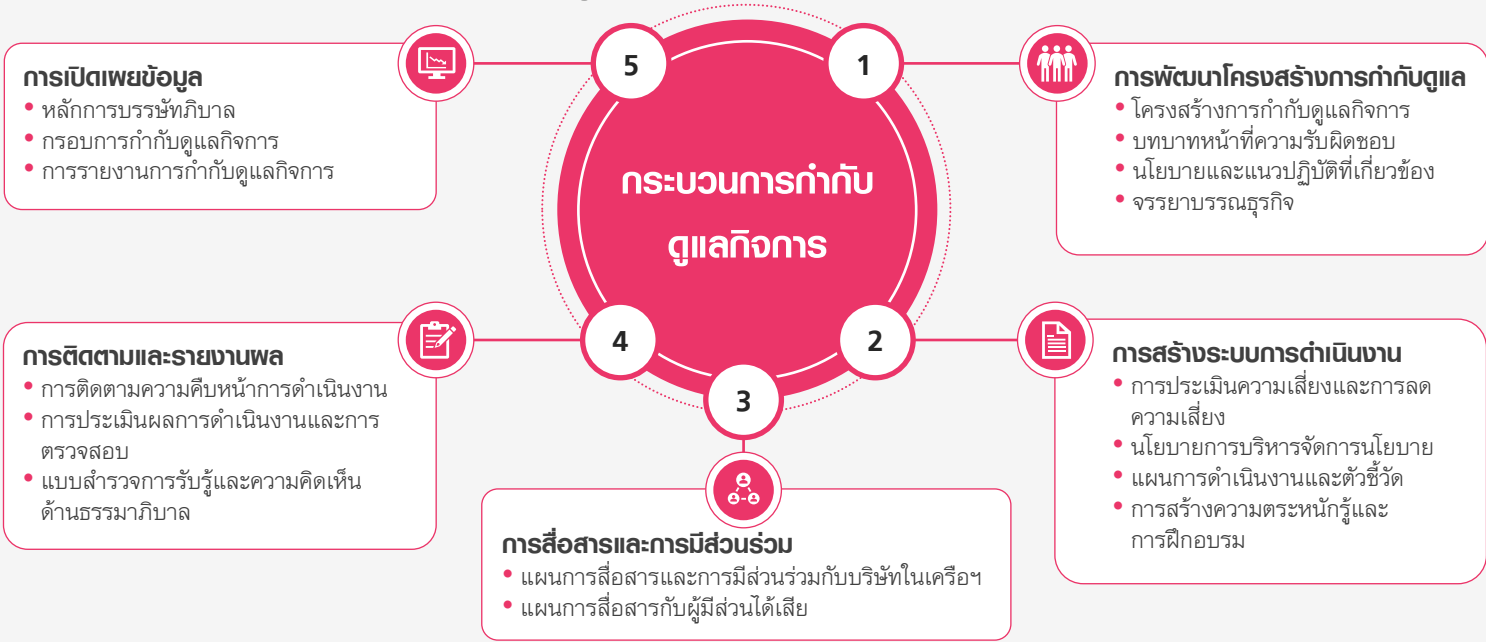 กระบวนการกำกับ
ดูแลกิจการ
1
การพัฒนาโครงสร้างการกำกับดูแล
• โครงสร้างการกำกับดูแลกิจการ
• บทบาทหน้าที่ความรับผิดชอบ
• นโยบายและแนวปฏิบัติที่เกี่ยวข้อง
• จรรยาบรรณธุรกิจ
2
การสร้างระบบการดำเนินงาน
• การประเมินความเสี่ยงและการลด
ความเสี่ยง
• นโยบายการบริหารจัดการนโยบาย
• แผนการดำเนินงานและตัวชี้วัด
• การสร้างความตระหนักรู้และ
การฝึกอบรม
3
การสื่อสารและการมีส่วนร่วม
• แผนการสื่อสารและการมีส่วนร่วมกับบริษัทในเครือฯ
• แผนการสื่อสารกับผู้มีส่วนได้เสีย
4
การติดตามและรายงานผล
• การติดตามความคืบหน้าการดำเนินงาน
• การประเมินผลการดำเนินงานและการ
ตรวจสอบ
• แบบสำรวจการรับรู้และความคิดเห็น
ด้านธรรมาภิบาล
5
การเปิดเผยข้อมูล
• หลักการบรรษัทภิบาล
• กรอบการกำกับดูแลกิจการ
• การรายงานการกำกับดูแลกิจการ